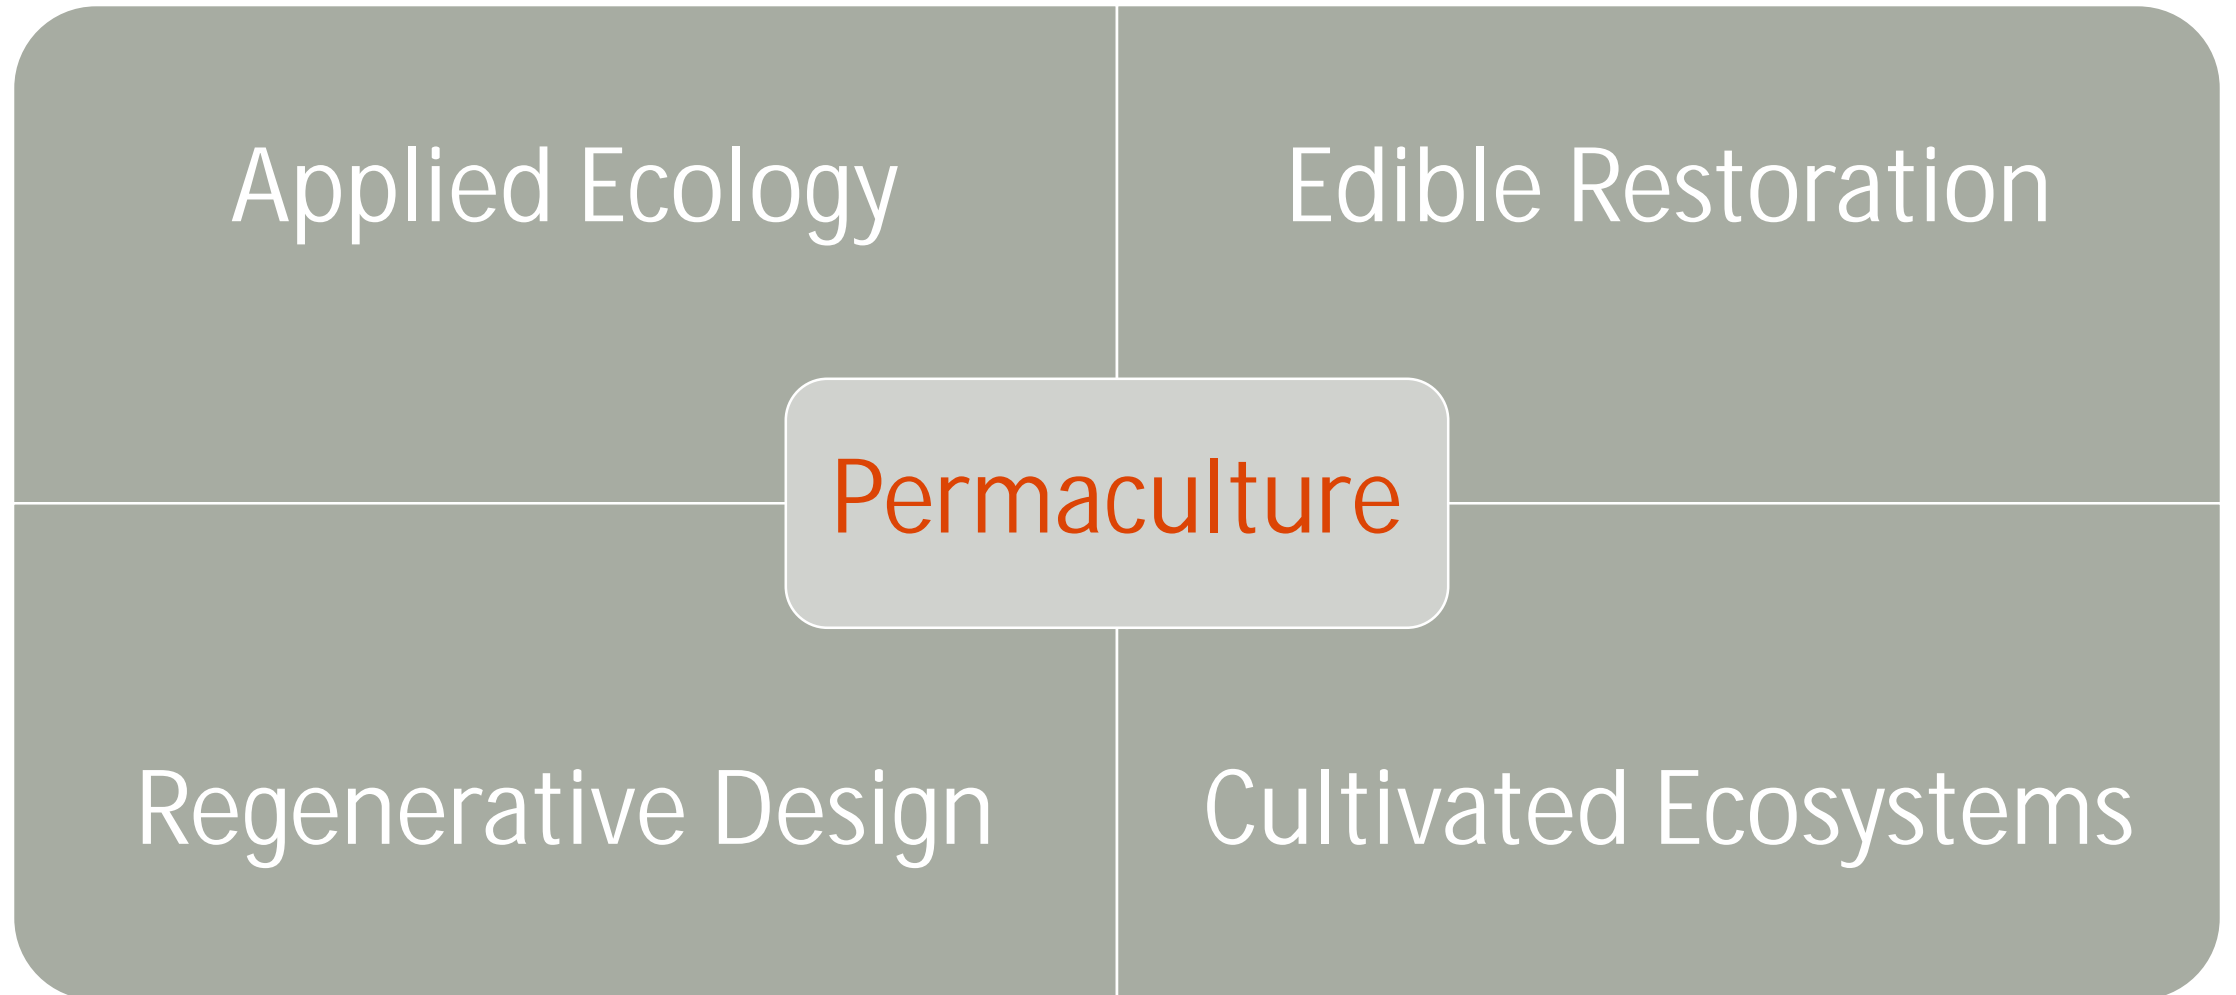 Applied Ecology
Edible Restoration
Permaculture
Regenerative Design
Cultivated Ecosystems